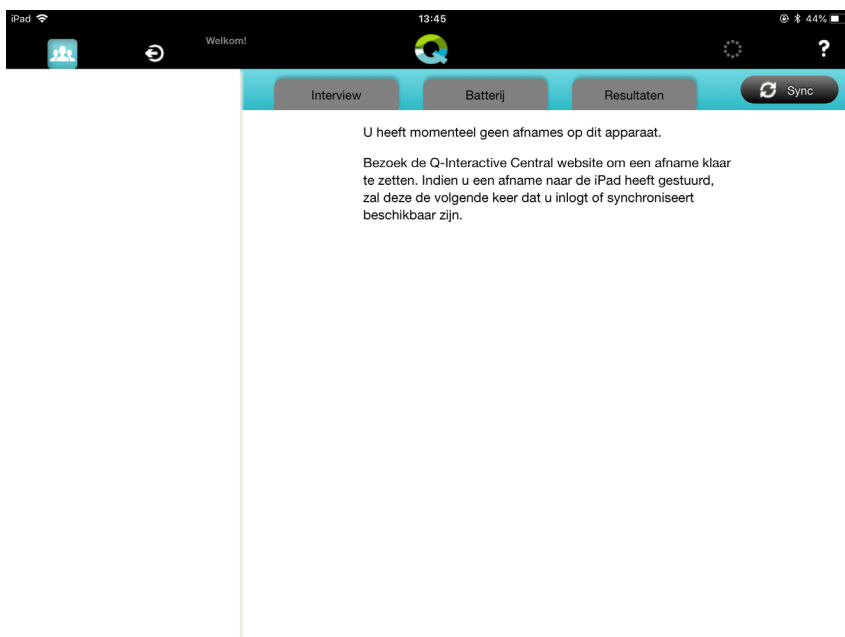 iPad 13:45 44%
Welkom! Q ?
Interview Batterij Resultaten Sync
U heeft momenteel geen afnames op dit apparaat.
Bezoek de Q-Interactive Central website om een afname klaar
te zetten. Indien u een afname naar de iPad heeft gestuurd,
zal deze de volgende keer dat u inlogt of synchroniseert
beschikbaar zijn.